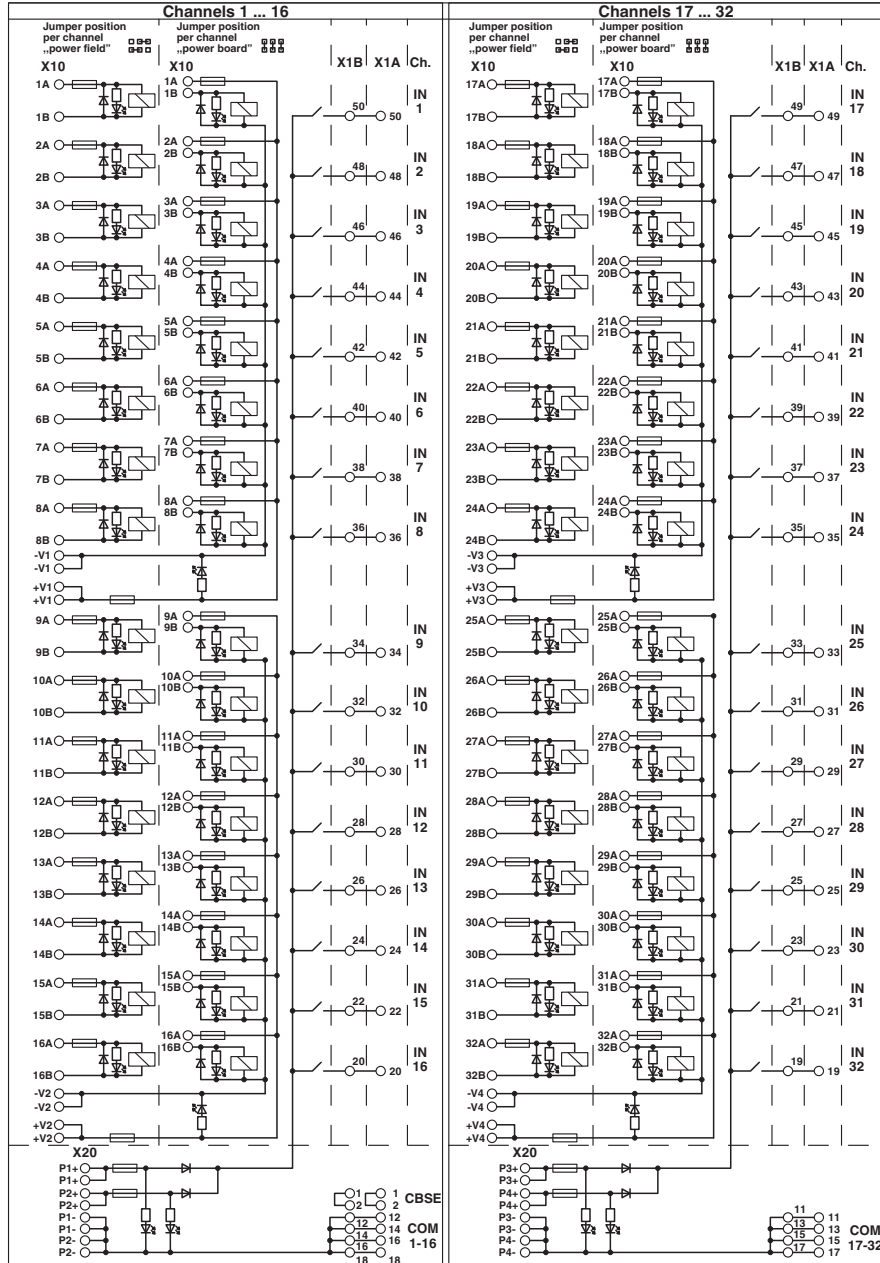 Channels 1 ... 16
Jumper position
per channel
„power field”
Jumper position
per channel
„power board”
X10 X10 X1B X1A Ch.
1A 1A 1B IN
1B 50 50 1
2A 2A 2B IN
2B 48 48 2
3A 3A 3B IN
3B 46 46 3
4A 4A 4B IN
4B 44 44 4
5A 5A 5B IN
5B 42 42 5
6A 6A 6B IN
6B 40 40 6
7A 7A 7B IN
7B 38 38 7
8A 8A 8B IN
8B 36 36 8
-V1
-V1
+V1
+V1
9A 9A 9B IN
9B 34 34 9
10A 10A 10B IN
10B 32 32 10
11A 11A 11B IN
11B 30 30 11
12A 12A 12B IN
12B 28 28 12
13A 13A 13B IN
13B 26 26 13
14A 14A 14B IN
14B 24 24 14
15A 15A 15B IN
15B 22 22 15
16A 16A 16B IN
16B 20 20 16
-V2
-V2
+V2
+V2
X20
P1+
P1+
P2+
P2+
P1-
P1-
P2-
P2-
1 1 CBSE
2 2
12
12 14 COM
14 16 1-16
16
18 18
Channels 17 ... 32
Jumper position
per channel
„power field”
Jumper position
per channel
„power board”
X10 X10 X1B X1A Ch.
17A 17A 17B IN
17B 49 49 17
18A 18A 18B IN
18B 47 47 18
19A 19A 19B IN
19B 45 45 19
20A 20A 20B IN
20B 43 43 20
21A 21A 21B IN
21B 41 41 21
22A 22A 22B IN
22B 39 39 22
23A 23A 23B IN
23B 37 37 23
24A 24A 24B IN
24B 35 35 24
-V3
-V3
+V3
+V3
25A 25A 25B IN
25B 33 33 25
26A 26A 26B IN
26B 31 31 26
27A 27A 27B IN
27B 29 29 27
28A 28A 28B IN
28B 27 27 28
29A 29A 29B IN
29B 25 25 29
30A 30A 30B IN
30B 23 23 30
31A 31A 31B IN
31B 21 21 31
32A 32A 32B IN
32B 19 19 32
-V4
-V4
+V4
+V4
X20
P3+
P3+
P4+
P4+
P3-
P3-
P4-
P4-
11 11
13 13 COM
15 15 17-32
17 17